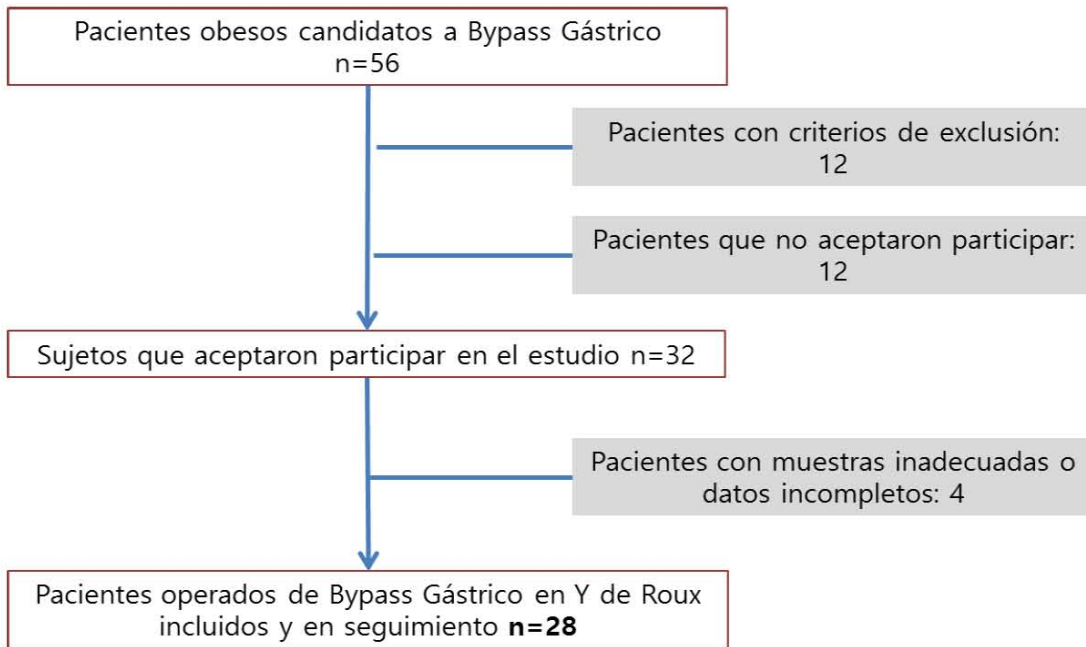 Pacientes obesos candidatos a Bypass Gástrico
n=56
Pacientes con criterios de exclusión:
12
Pacientes que no aceptaron participar:
12
Sujetos que aceptaron participar en el estudio n=32
Pacientes con muestras inadecuadas o
datos incompletos: 4
Pacientes operados de Bypass Gástrico en Y de Roux
incluidos y en seguimiento n=28